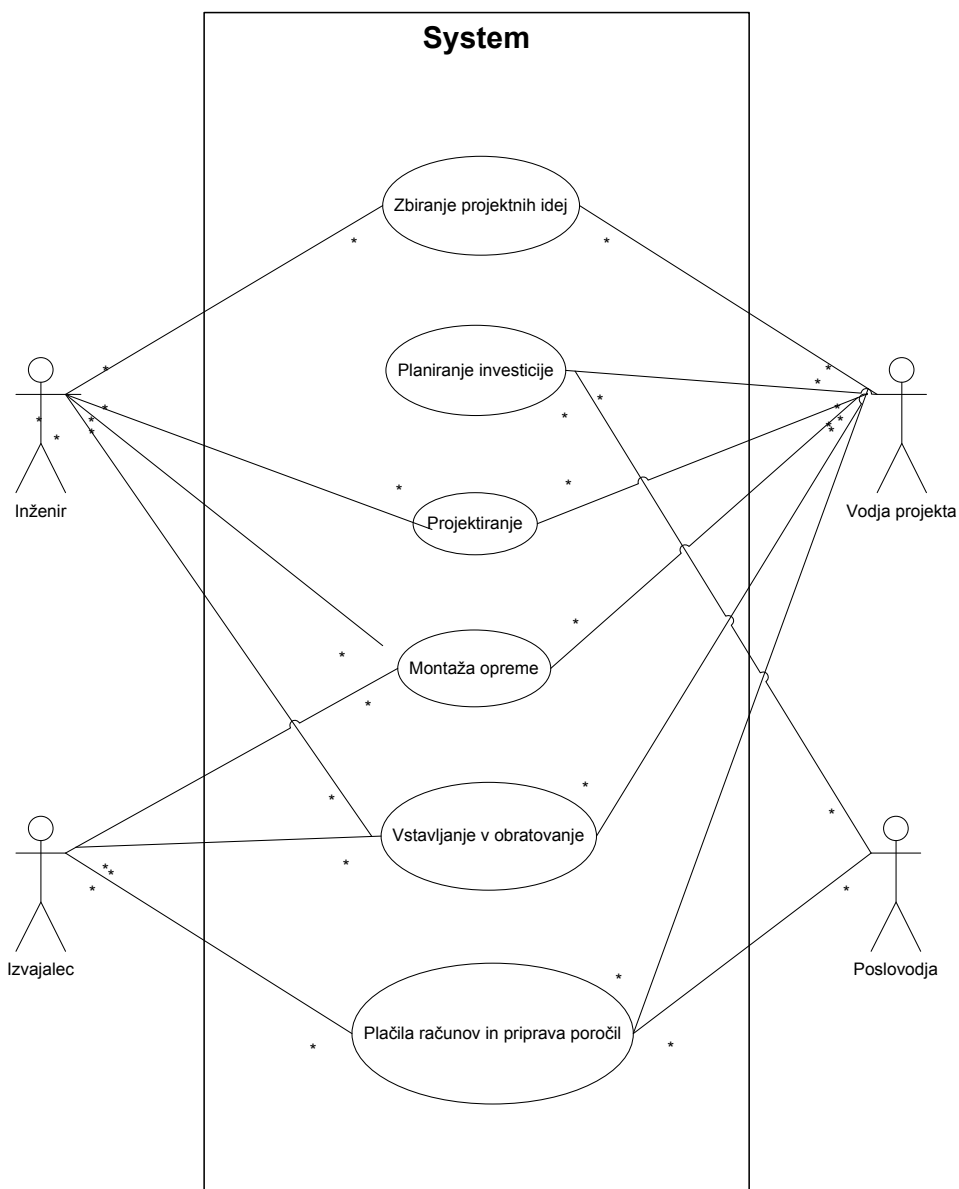 System
Zbiranje projektnih idej
Planiranje investicije
Inženir
Projektiranje
Vodja projekta
Montaža opreme
Vstavljanje v obratovanje
Izvajalec
Poslovodja
Plačila računov in priprava poročil